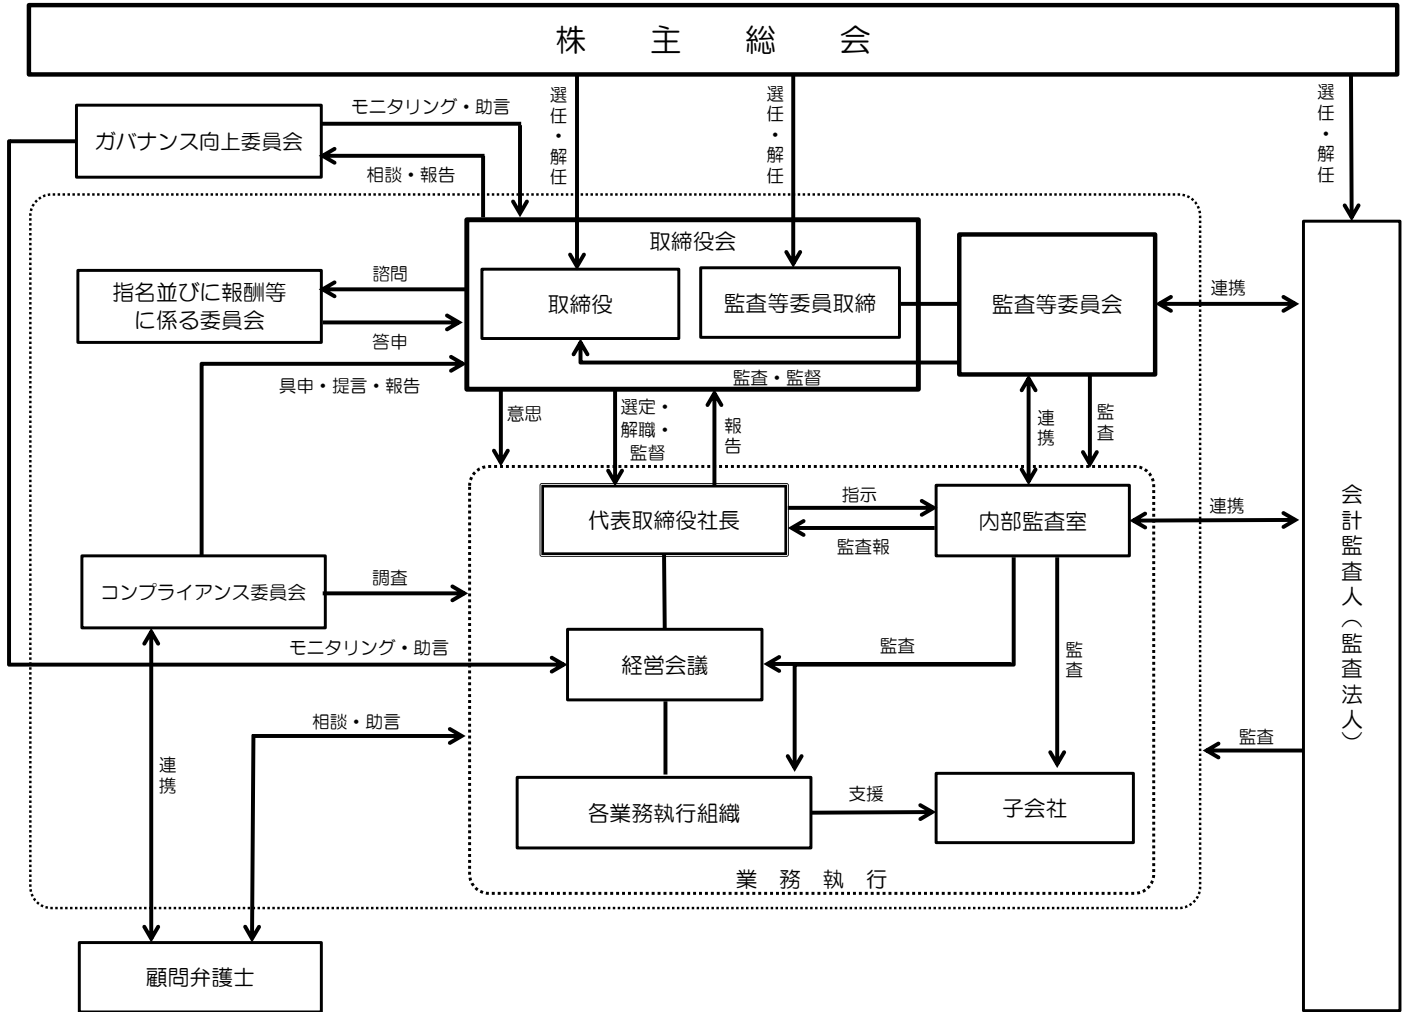 株主総会
モニタリング・助言
選任・解任
選任・解任
選任・解任
ガバナンス向上委員会
相談・報告
取締役会
諮問
指名並びに報酬等
に係る委員会
取締役
監査等委員取締
監査等委員会
連携
答申
監査・監督
具申・提言・報告
意思
選定・
解職・
監督
報告
連携
監査
代表取締役社長
指示
監査報
内部監査室
連携
会計監査人（監査法人）
コンプライアンス委員会
調査
モニタリング・助言
経営会議
監査
監査
相談・助言
連携
監査
各業務執行組織
支援
子会社
業務執行
顧問弁護士